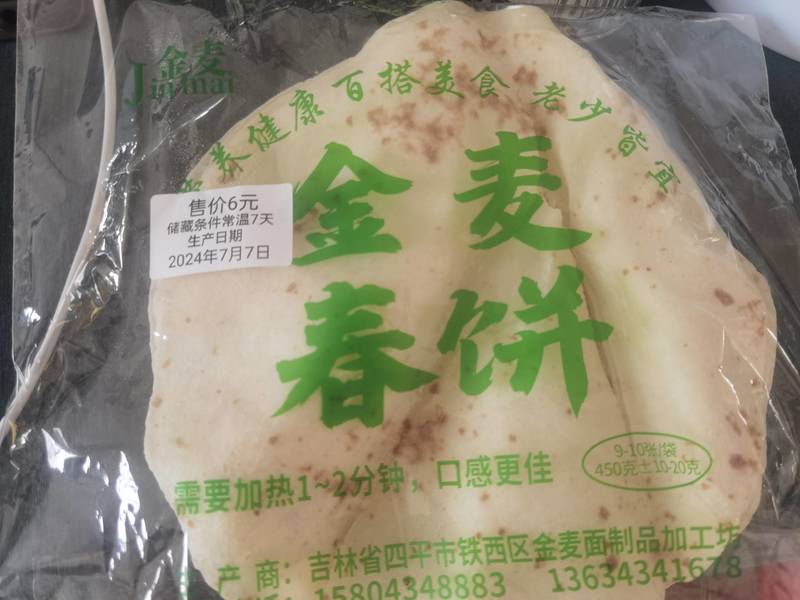 金麦
Jin mai
营养健康百搭美食 老少皆宜
售价6元
储藏条件常温7天
生产日期
2024年7月7日
金麦
春饼
9-10张/袋
450克±10-20克
需要加热1~2分钟，口感更佳
生产商：吉林省四平市铁西区金麦面制品加工坊
15804348883 13634341678